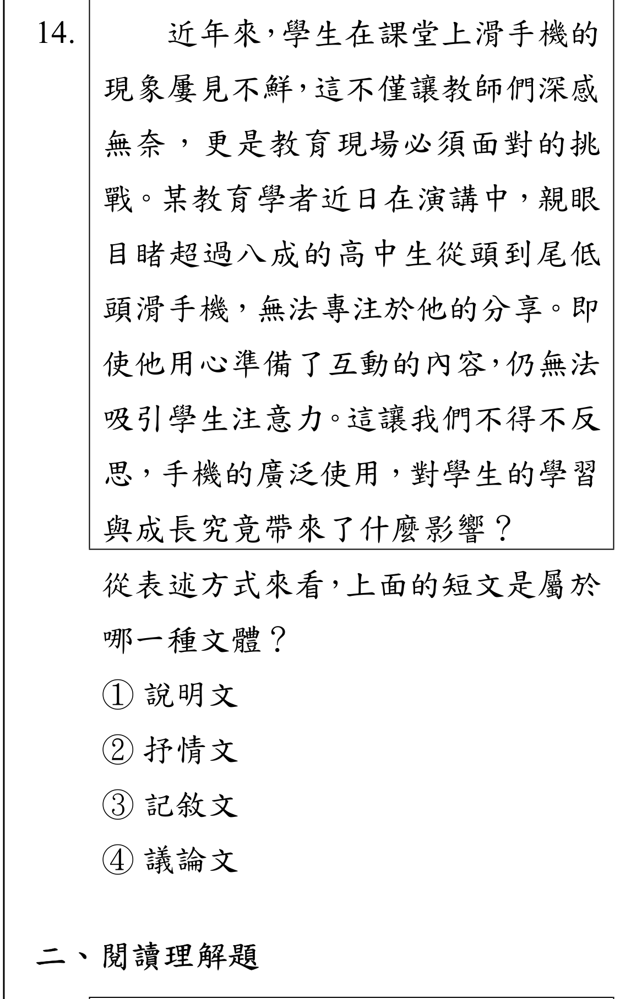 14. 近年來，學生在課堂上滑手機的
現象屢見不鮮，這不僅讓教師們深感
無奈，更是教育現場必須面對的挑
戰。某教育學者近日在演講中，親眼
目睹超過八成的高中生從頭到尾低
頭滑手機，無法專注於他的分享。即
使他用心準備了互動的內容，仍無法
吸引學生注意力。這讓我們不得不反
思，手機的廣泛使用，對學生的學習
與成長究竟帶來了什麼影響？
從表述方式來看，上面的短文是屬於
哪一種文體？
① 說明文
② 抒情文
③ 記敘文
④ 議論文
二、閱讀理解題